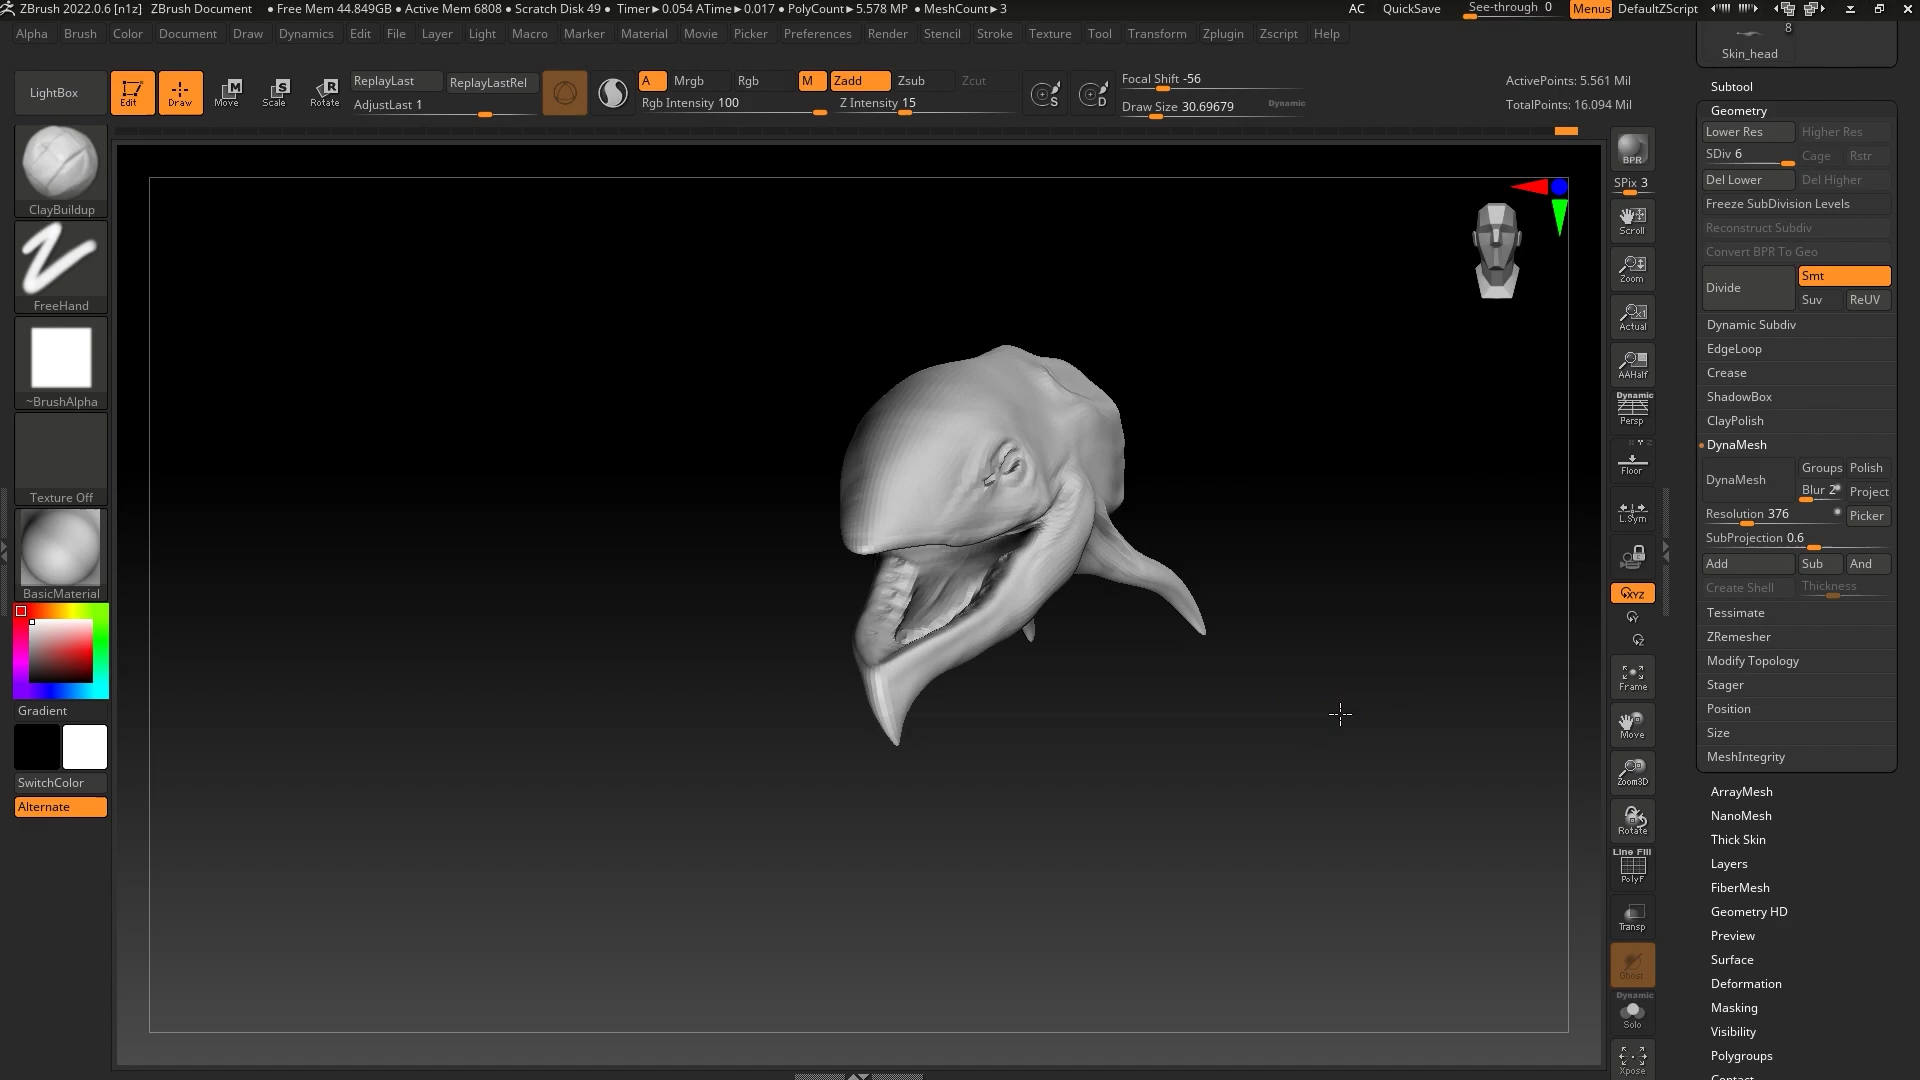 ZBrush 2022.0.6 [n1z] ZBrush Document ● Free Mem 44.849GB ● Active Mem 6808 ● Scratch Disk 49 ● Timer►0.054 ATime►0.017 ● PolyCount►5.578 MP ● MeshCount►3 AC QuickSave See-through 0 Menus DefaultZScript
Alpha Brush Color Document Draw Dynamics Edit File Layer Light Macro Marker Material Movie Picker Preferences Render Stencil Stroke Texture Tool Transform Zplugin Zscript Help
8
Skin_head
LightBox Edit Draw Move Scale Rotate
ReplayLast ReplayLastRel
AdjustLast 1
A Mrgb Rgb M Zadd Zsub Zcut
Rgb Intensity 100 Z Intensity 15
S D
Focal Shift -56
Draw Size 30.69679 Dynamic
ActivePoints: 5.561 Mil
TotalPoints: 16.094 Mil
ClayBuildup
FreeHand
~BrushAlpha
Texture Off
BasicMaterial
Gradient
SwitchColor
Alternate
BPR
SPix 3
Scroll
Zoom
Actual
AAHalf
Dynamic
Persp
Floor
L.Sym
XYZ
Y
Z
Frame
Move
Zoom3D
Rotate
Line Fill
PolyF
Transp
Ghost
Dynamic
Solo
Xpose
Subtool
Geometry
Lower Res Higher Res
SDiv 6 Cage Rstr
Del Lower Del Higher
Freeze SubDivision Levels
Reconstruct Subdiv
Convert BPR To Geo
Divide Smt
Suv ReUV
Dynamic Subdiv
EdgeLoop
Crease
ShadowBox
ClayPolish
DynaMesh
DynaMesh Groups Polish
Blur 2 Project
Resolution 376 Picker
SubProjection 0.6
Add Sub And
Create Shell Thickness
Tessimate
ZRemesher
Modify Topology
Stager
Position
Size
MeshIntegrity
ArrayMesh
NanoMesh
Thick Skin
Layers
FiberMesh
Geometry HD
Preview
Surface
Deformation
Masking
Visibility
Polygroups
Contact